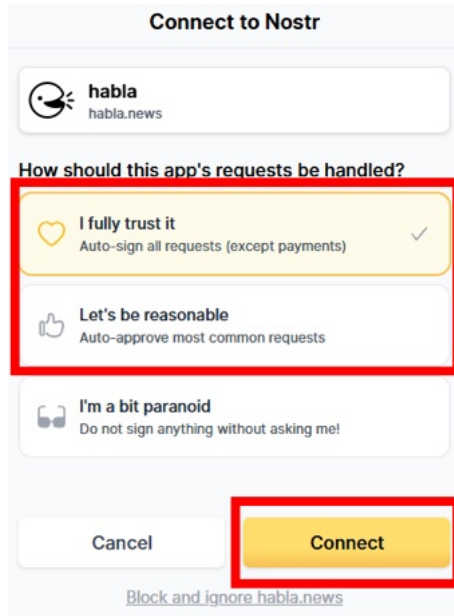 Connect to Nostr
habla
habla.news
How should this app's requests be handled?
I fully trust it
Auto-sign all requests (except payments)
Let's be reasonable
Auto-approve most common requests
I'm a bit paranoid
Do not sign anything without asking me!
Cancel
Connect
Block and ignore habla.news